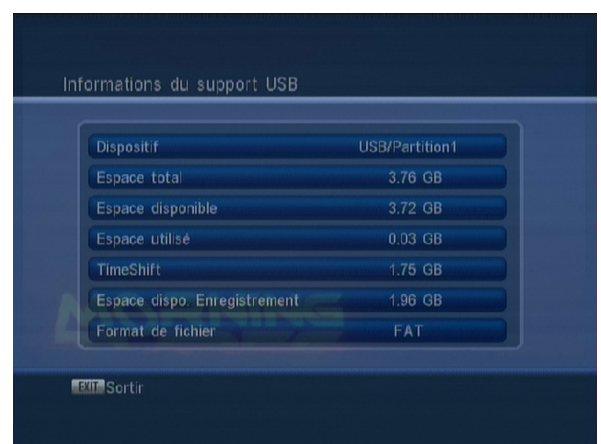 Informations du support USB
Dispositif USB/Partition1
Espace total 3.76 GB
Espace disponible 3.72 GB
Espace utilisé 0.03 GB
TimeShift 1.75 GB
Espace dispo. Enregistrement 1.96 GB
Format de fichier FAT
MORNING
EXIT Sortir